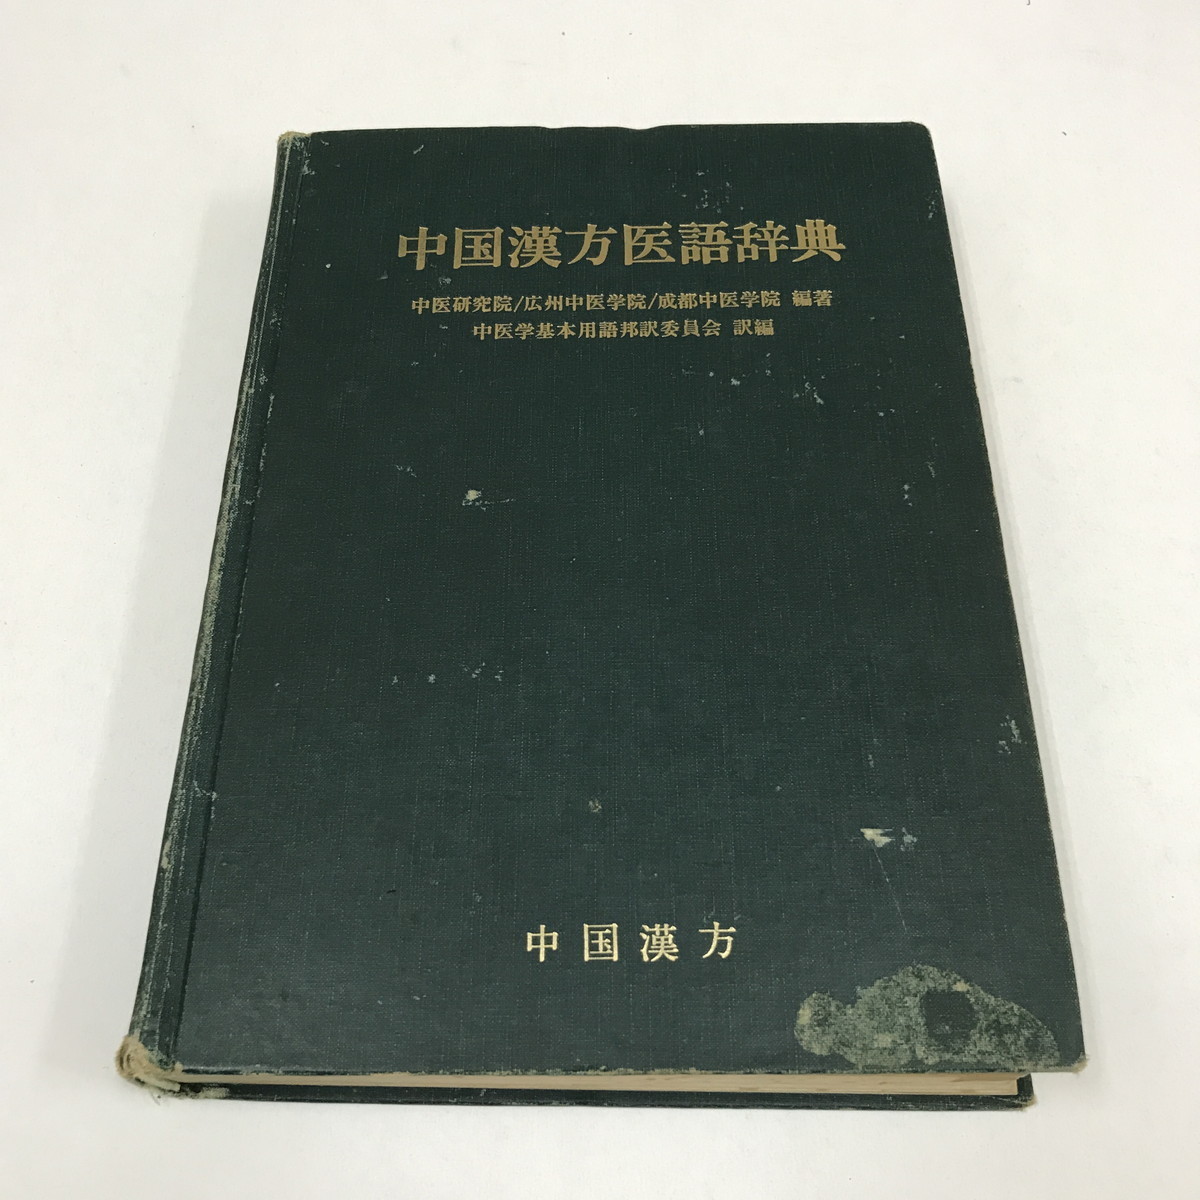 中国漢方医語辞典
中医研究院/広州中医学院/成都中医学院 編著
中医学基本用語邦訳委員会 訳編
中国漢方